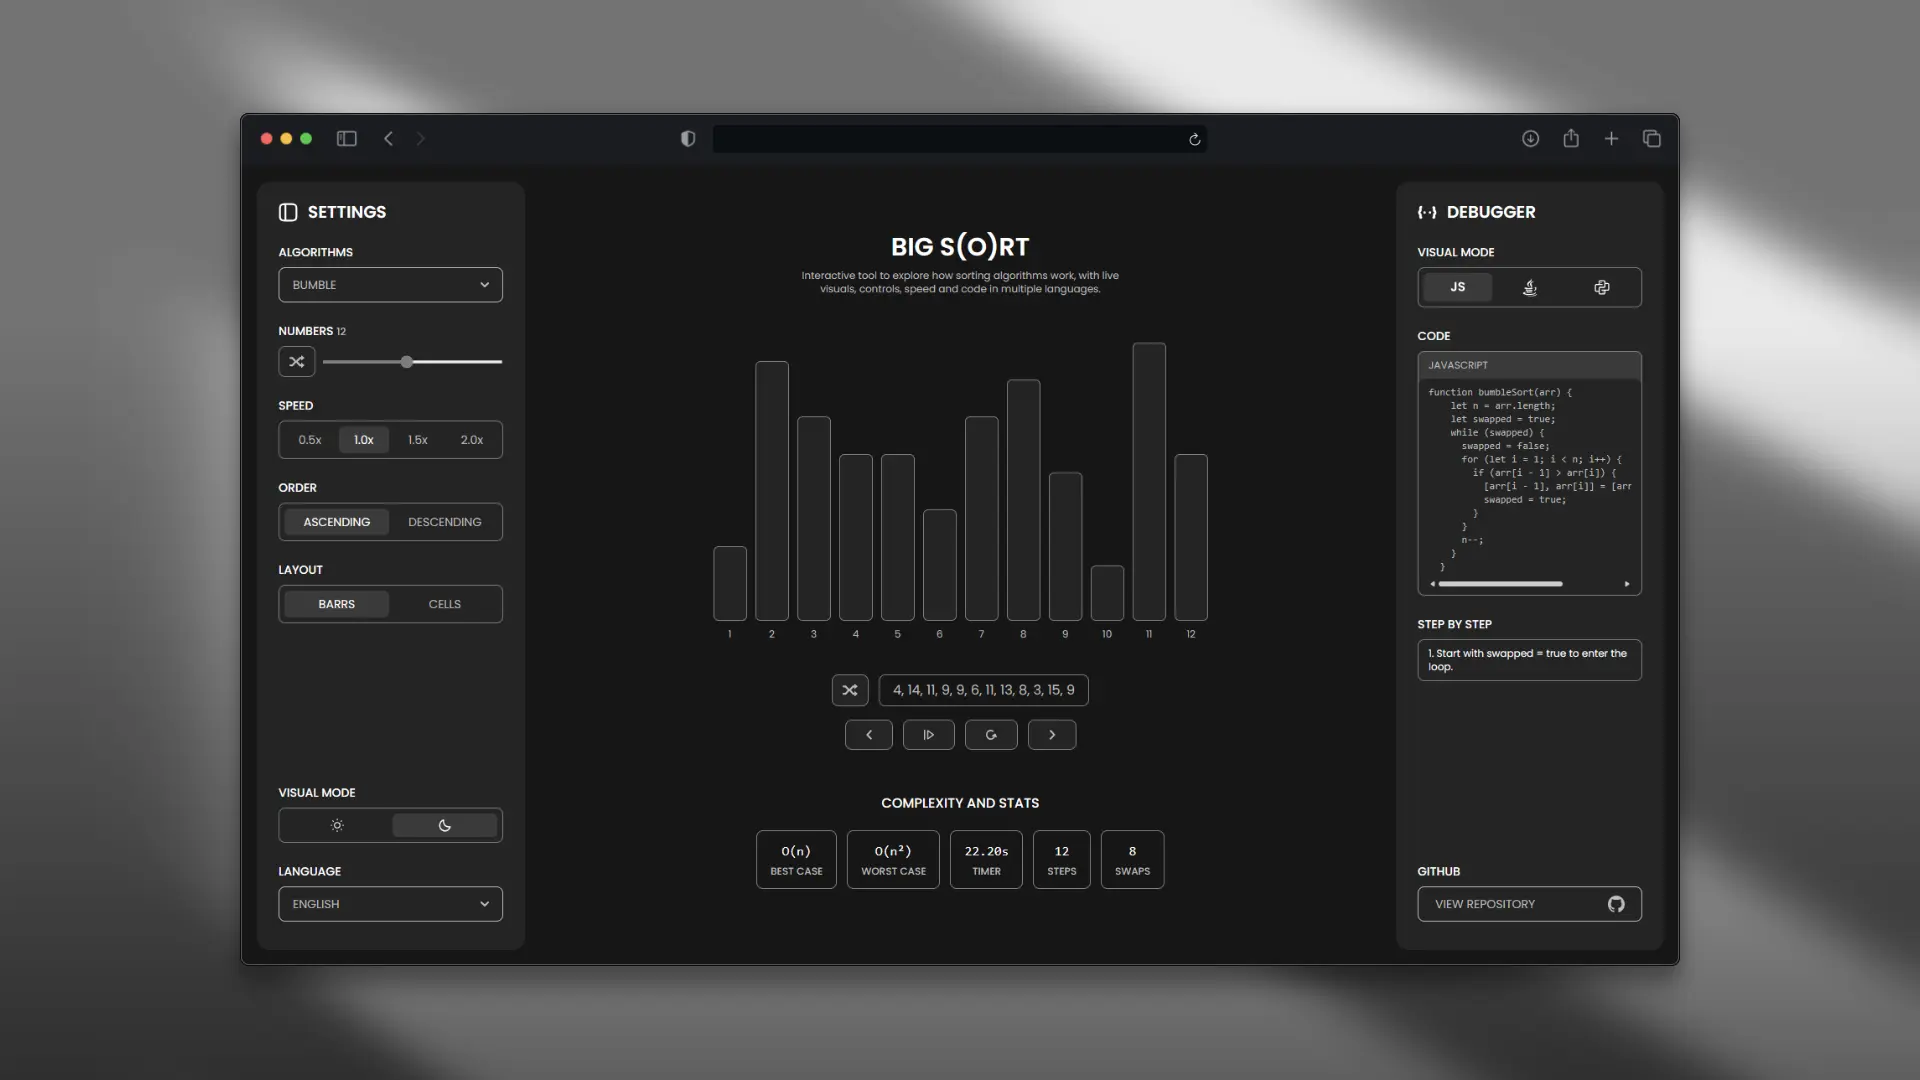 SETTINGS
ALGORITHMS
BUMBLE
NUMBERS 12
SPEED
0.5x 1.0x 1.5x 2.0x
ORDER
ASCENDING DESCENDING
LAYOUT
BARRS CELLS
VISUAL MODE
LANGUAGE
ENGLISH
BIG S(O)RT
Interactive tool to explore how sorting algorithms work, with live
visuals, controls, speed and code in multiple languages.
1 2 3 4 5 6 7 8 9 10 11 12
4, 14, 11, 9, 9, 6, 11, 13, 8, 3, 15, 9
COMPLEXITY AND STATS
O(n)
BEST CASE
O(n²)
WORST CASE
22.20s
TIMER
12
STEPS
8
SWAPS
DEBUGGER
VISUAL MODE
JS
CODE
JAVASCRIPT
function bumbleSort(arr) {
let n = arr.length;
let swapped = true;
while (swapped) {
swapped = false;
for (let i = 1; i < n; i++) {
if (arr[i - 1] > arr[i]) {
[arr[i - 1], arr[i]] = [arr
swapped = true;
}
}
n--;
}
}
STEP BY STEP
1. Start with swapped = true to enter the
loop.
GITHUB
VIEW REPOSITORY